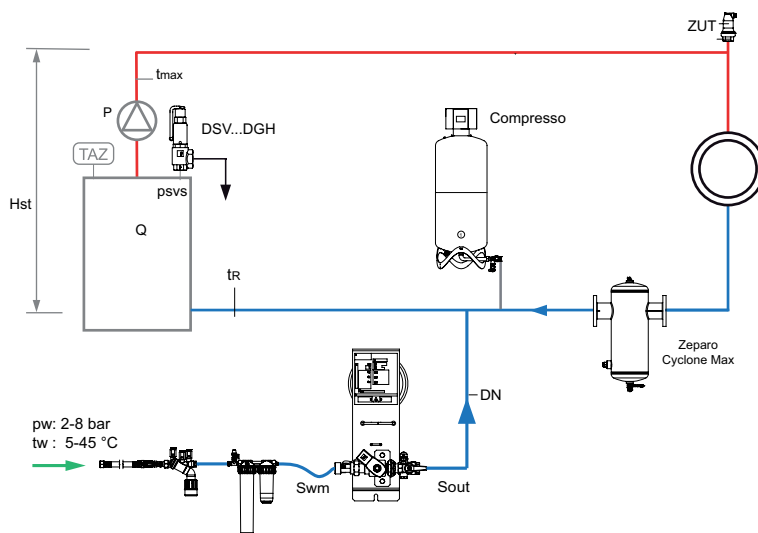 ZUT
tmax
P
DSV...DGH
Compresso
TAZ
psvs
Hst
Q
tR
Zeparo
Cyclone Max
DN
pw: 2-8 bar
tw : 5-45 °C
Swm
Sout